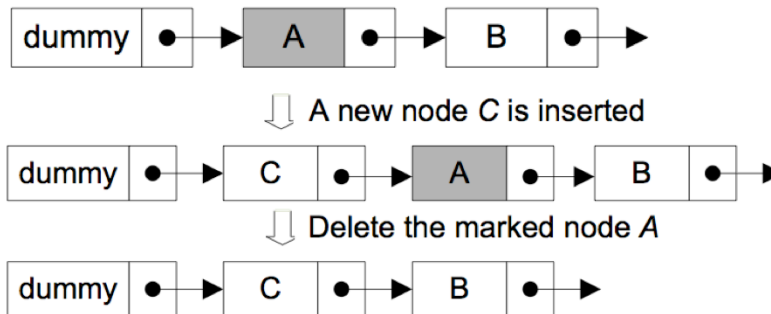 dummy A B
A new node C is inserted
dummy C A B
Delete the marked node A
dummy C B